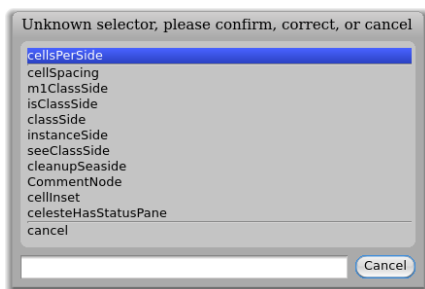 Unknown selector, please confirm, correct, or cancel
cellsPerSide
cellSpacing
m1ClassSide
isClassSide
classSide
instanceSide
seeClassSide
cleanupSeaside
CommentNode
cellInset
celesteHasStatusPane
cancel
Cancel